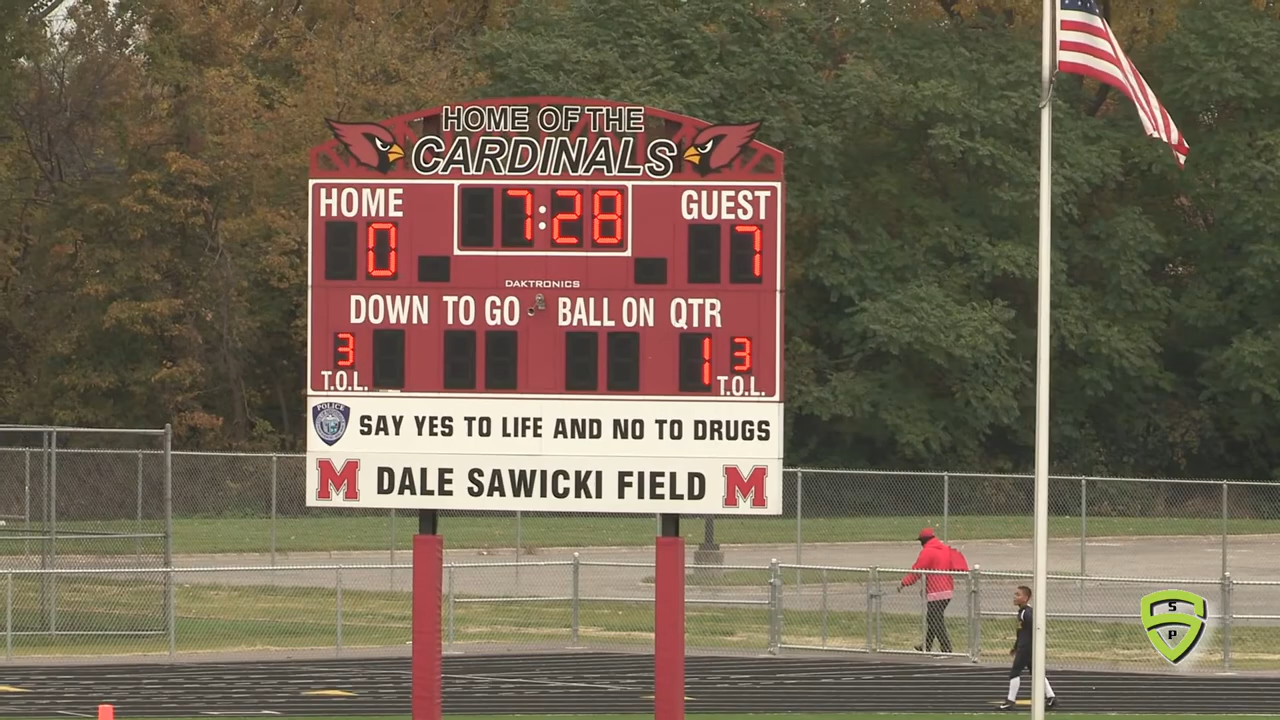 HOME OF THE
CARDINALS
HOME 7:28 GUEST
0 7
DAKTRONICS
DOWN TO GO BALL ON QTR
3 1 3
T.O.L. T.O.L.
POLICE
SAY YES TO LIFE AND NO TO DRUGS
M DALE SAWICKI FIELD M
S
P